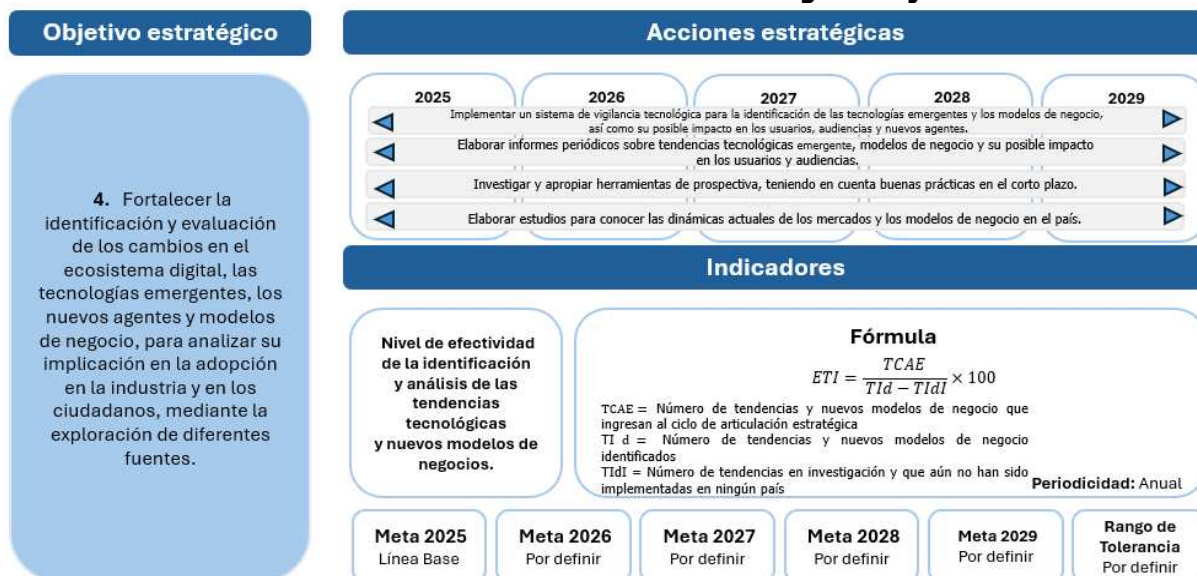 Objetivo estratégico
4. Fortalecer la
identificación y evaluación
de los cambios en el
ecosistema digital, las
tecnologías emergentes, los
nuevos agentes y modelos
de negocio, para analizar su
implicación en la adopción
en la industria y en los
ciudadanos, mediante la
exploración de diferentes
fuentes.
Acciones estratégicas
2025 2026 2027 2028 2029
Implementar un sistema de vigilancia tecnológica para la identificación de las tecnologías emergentes y los modelos de negocio,
así como su posible impacto en los usuarios, audiencias y nuevos agentes.
Elaborar informes periódicos sobre tendencias tecnológicas emergente, modelos de negocio y su posible impacto
en los usuarios y audiencias.
Investigar y apropiar herramientas de prospectiva, teniendo en cuenta buenas prácticas en el corto plazo.
Elaborar estudios para conocer las dinámicas actuales de los mercados y los modelos de negocio en el país.
Indicadores
Nivel de efectividad
de la identificación
y análisis de las
tendencias
tecnológicas
y nuevos modelos de
negocios.
Fórmula
ETI = TCAE / (TId − TIdI) × 100
TCAE = Número de tendencias y nuevos modelos de negocio que
ingresan al ciclo de articulación estratégica
TI d = Número de tendencias y nuevos modelos de negocio
identificados
TIdI = Número de tendencias en investigación y que aún no han sido
implementadas en ningún país
Periodicidad: Anual
Meta 2025
Línea Base
Meta 2026
Por definir
Meta 2027
Por definir
Meta 2028
Por definir
Meta 2029
Por definir
Rango de
Tolerancia
Por definir